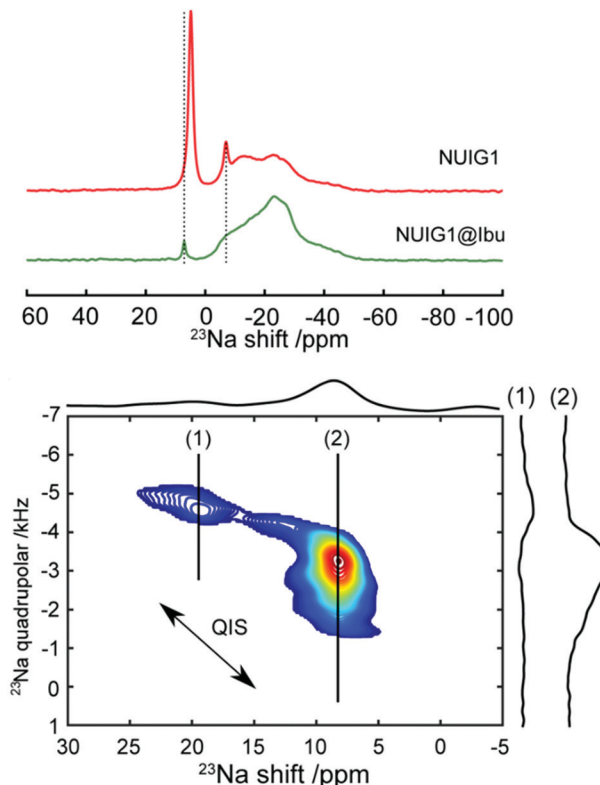 NUIG1
NUIG1@Ibu
60 40 20 0 -20 -40 -60 -80 -100
²³Na shift /ppm
(1) (2)
-7
(1) (2)
-6
-5
-4
-3
-2
-1
0
1
²³Na quadrupolar /kHz
QIS
30 25 20 15 10 5 0 -5
²³Na shift /ppm